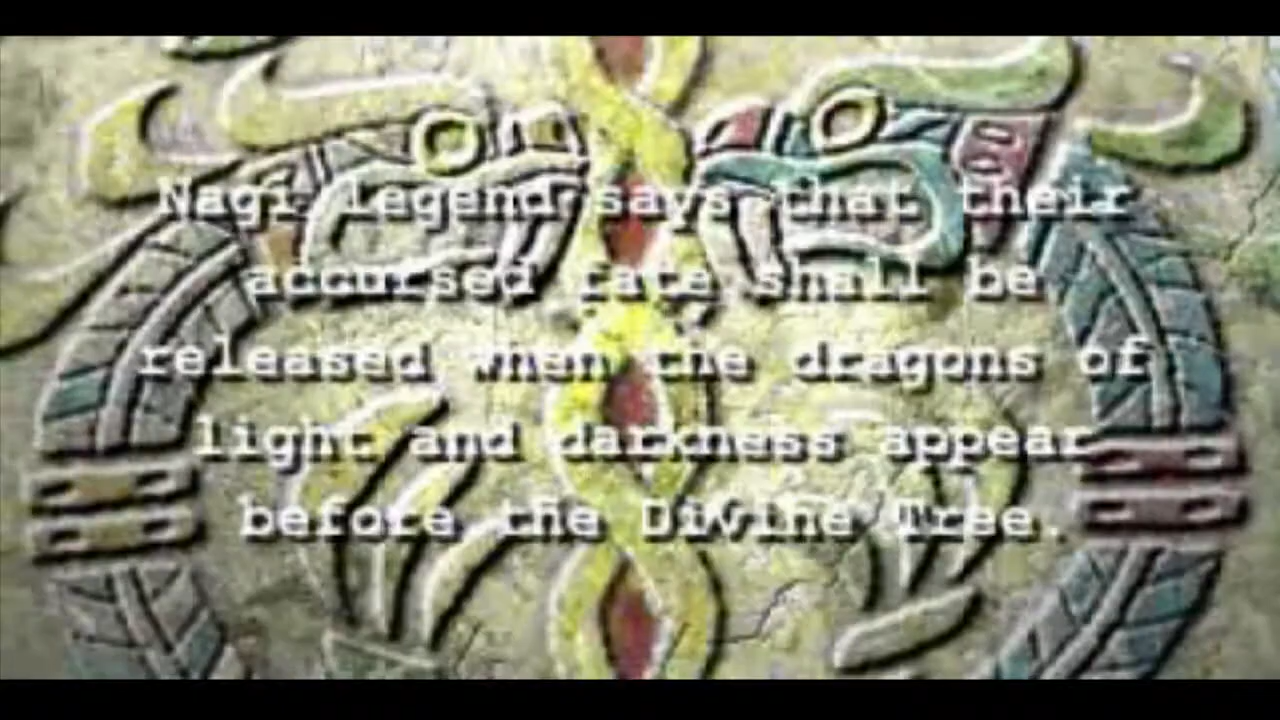 Nagi legend says that their
accursed fate shall be
released when the dragons of
light and darkness appear
before the Divine Tree.